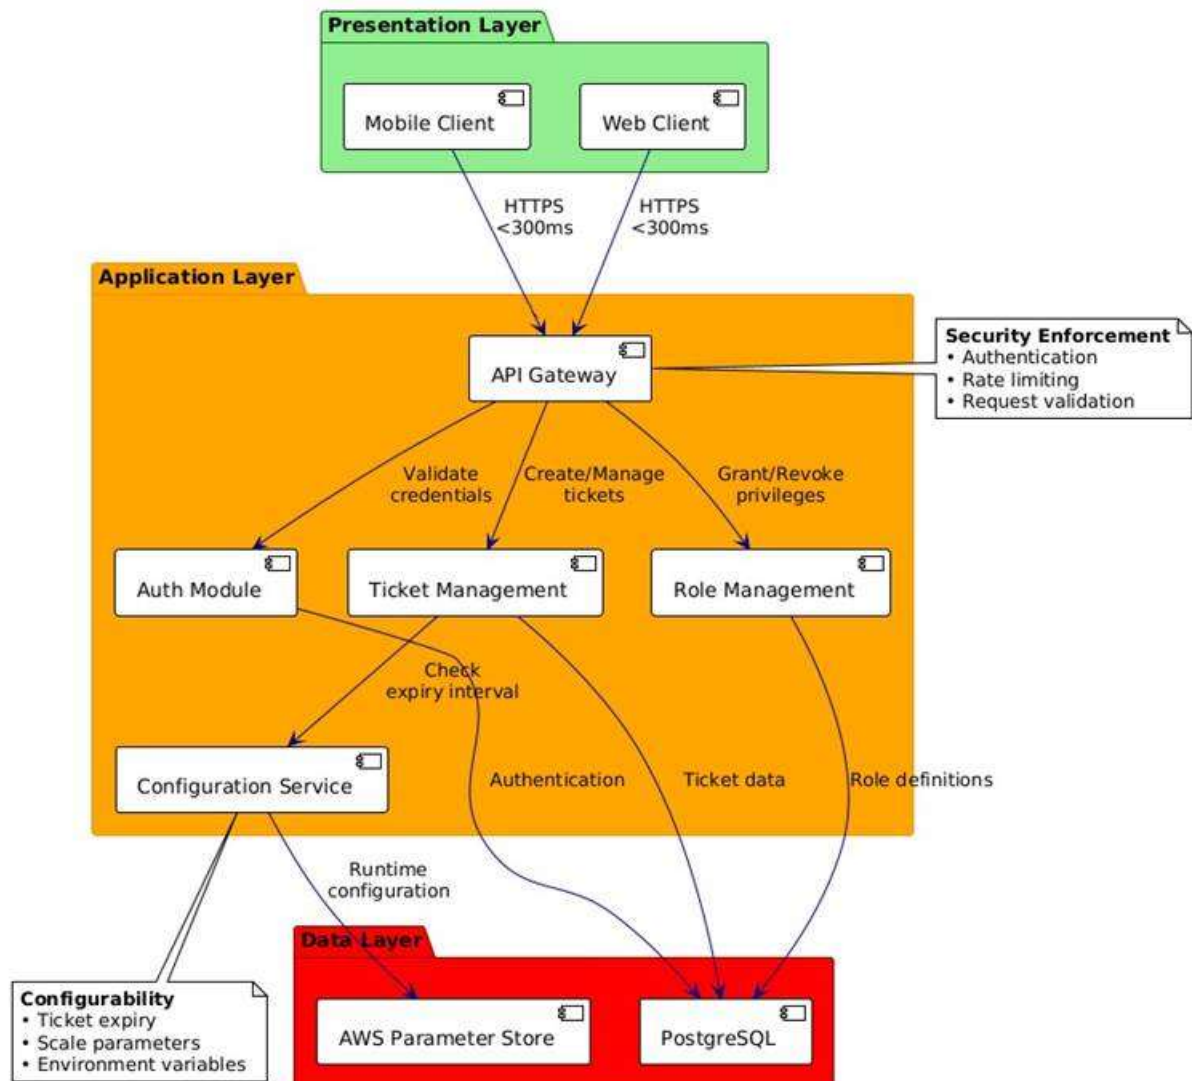 Presentation Layer
Mobile Client
Web Client
HTTPS
<300ms
HTTPS
<300ms
Application Layer
API Gateway
Security Enforcement
• Authentication
• Rate limiting
• Request validation
Validate
credentials
Create/Manage
tickets
Grant/Revoke
privileges
Auth Module
Ticket Management
Role Management
Check
expiry interval
Configuration Service
Authentication
Ticket data
Role definitions
Runtime
configuration
Data Layer
Configurability
• Ticket expiry
• Scale parameters
• Environment variables
AWS Parameter Store
PostgreSQL